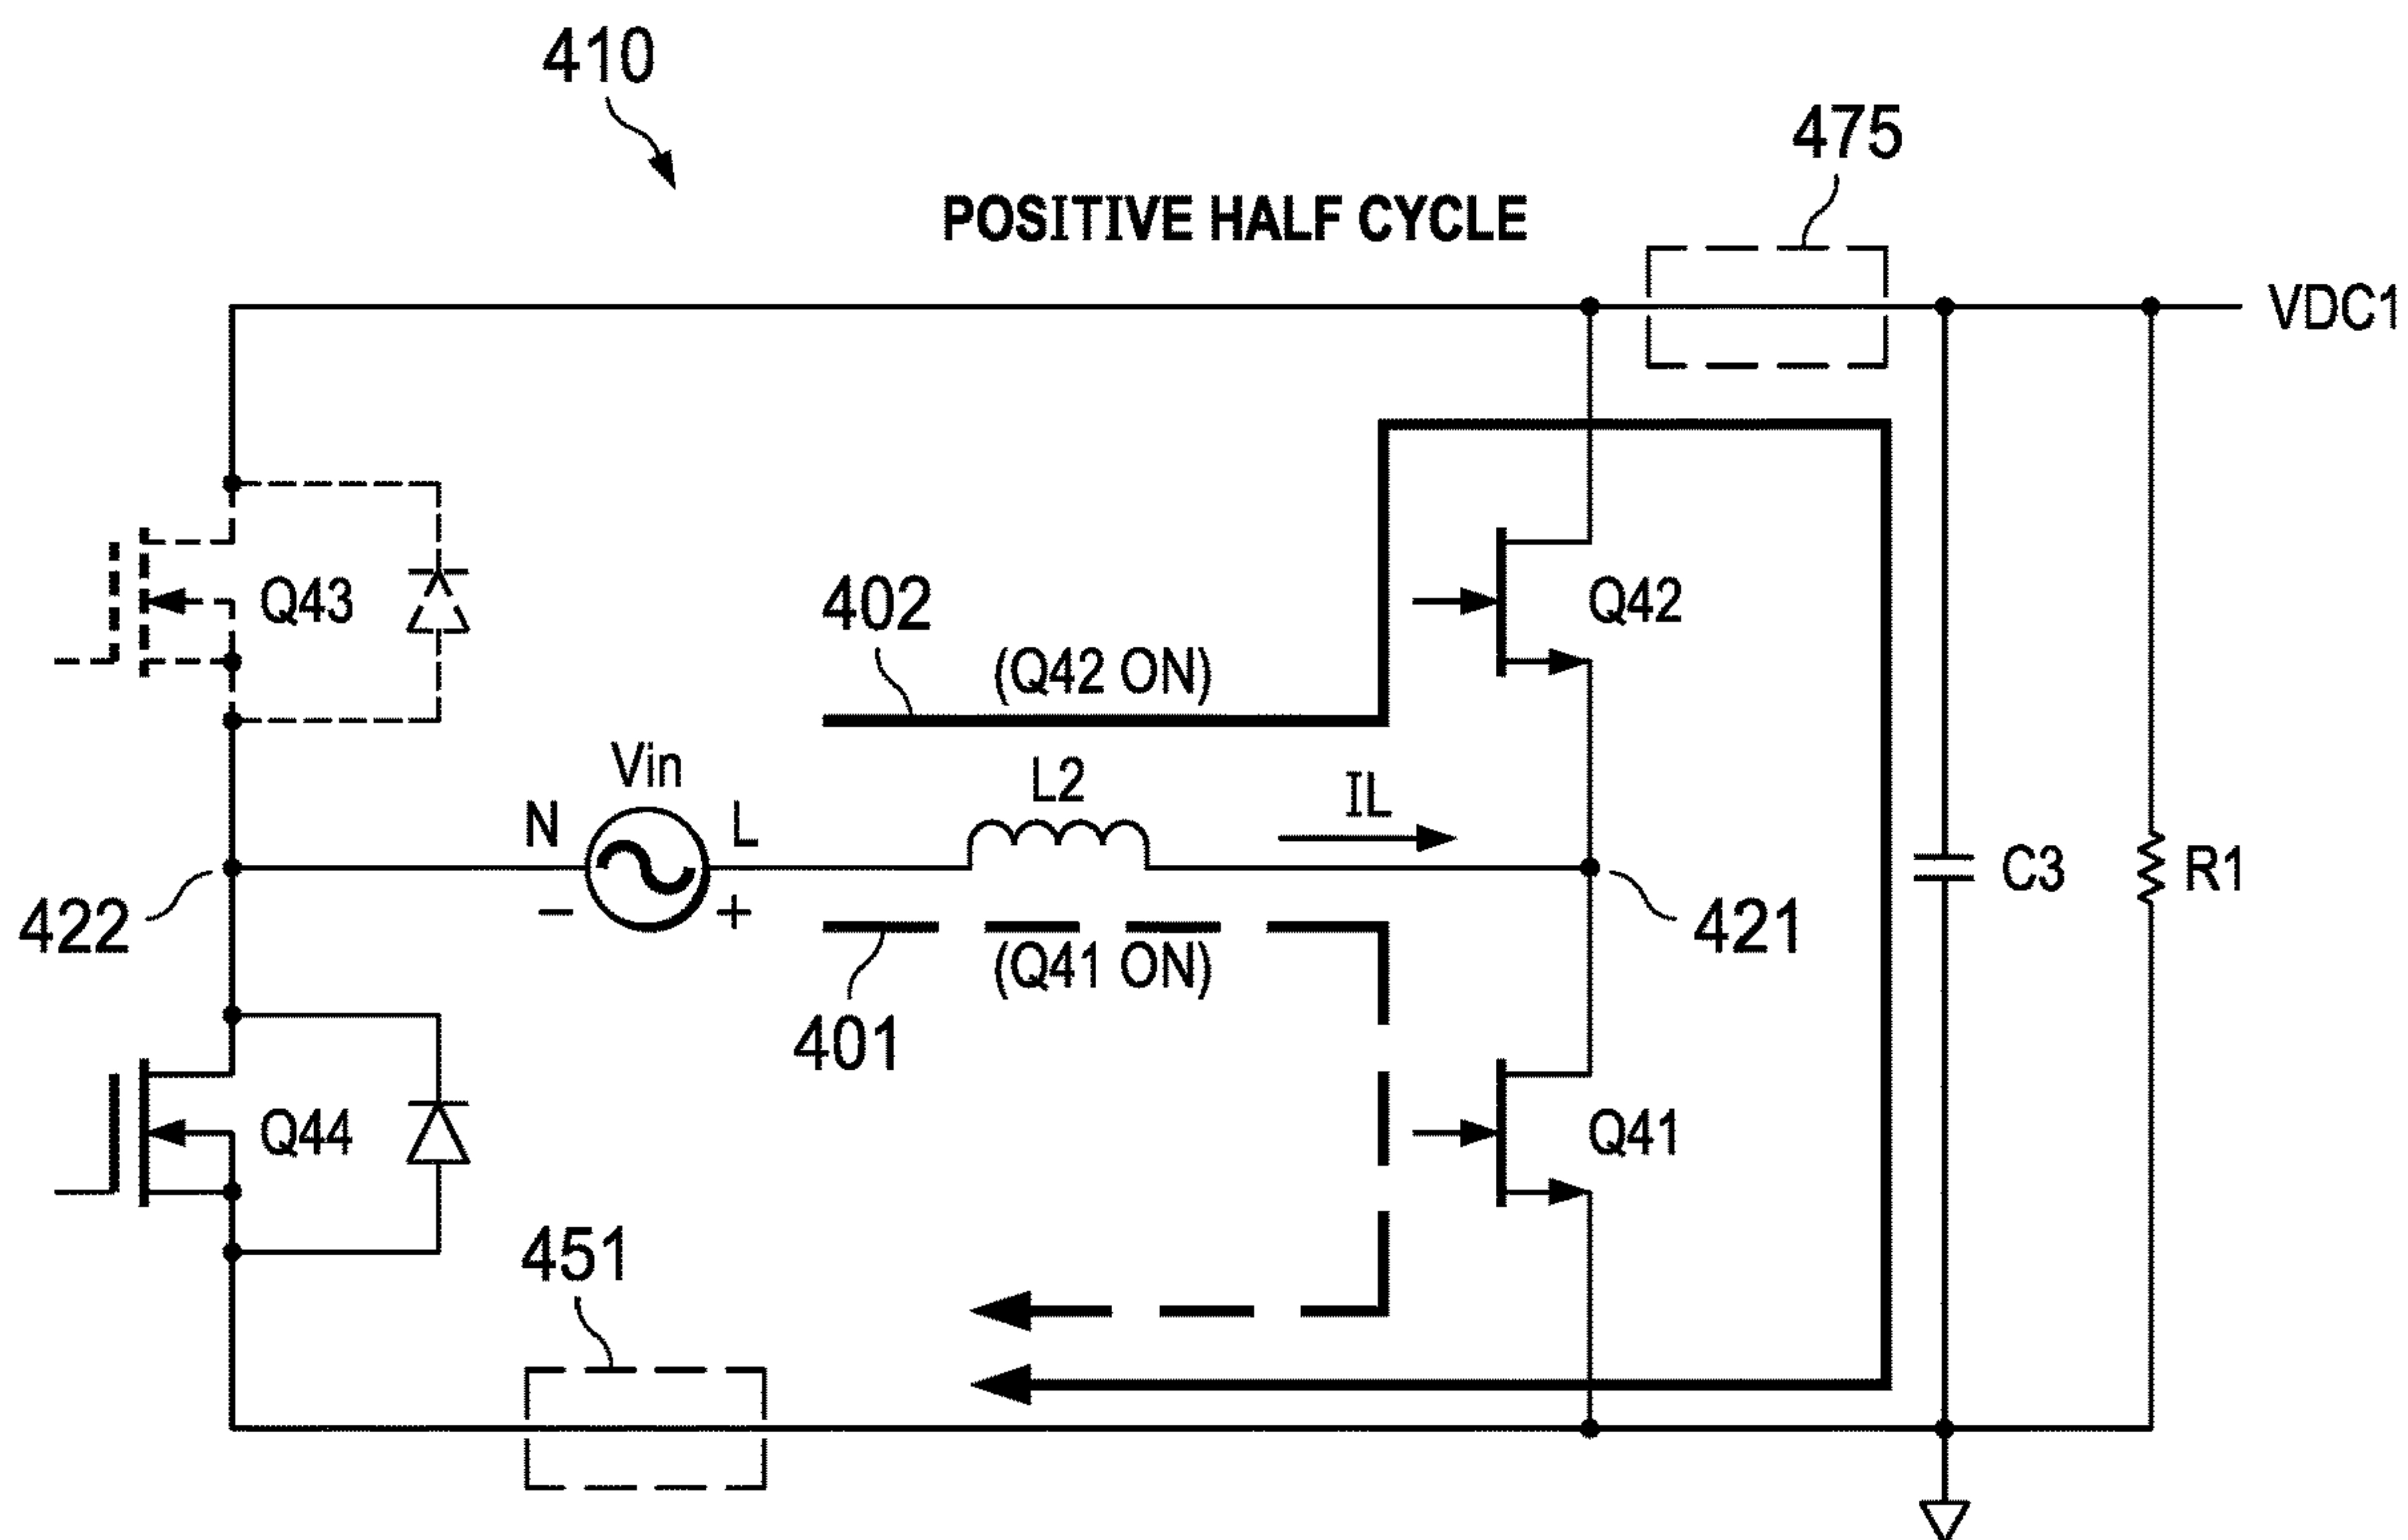 410
475
POSITIVE HALF CYCLE
VDC1
Q43
402
Q42
(Q42 ON)
Vin
L2
IL
N
L
C3
R1
422
−
+
421
(Q41 ON)
401
Q44
Q41
451